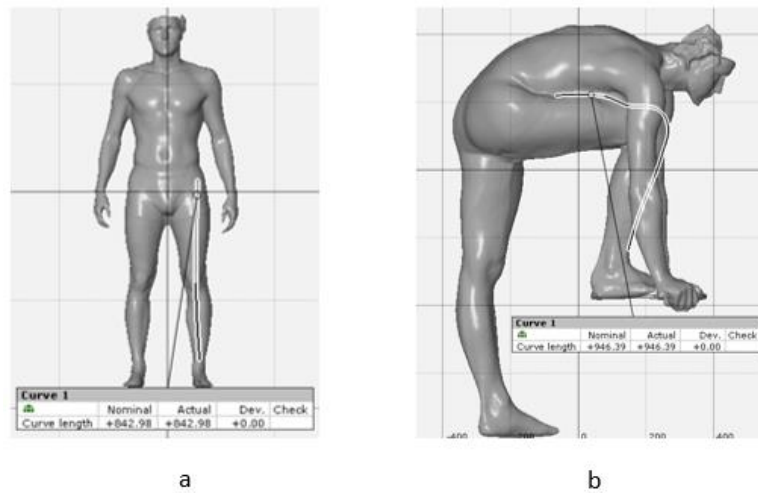 Curve 1
Nominal Actual Dev. Check
Curve length +842.98 +842.98 +0.00
Curve 1
Nominal Actual Dev. Check
Curve length +946.39 +946.39 +0.00
-400 -200 0 200 400
a b